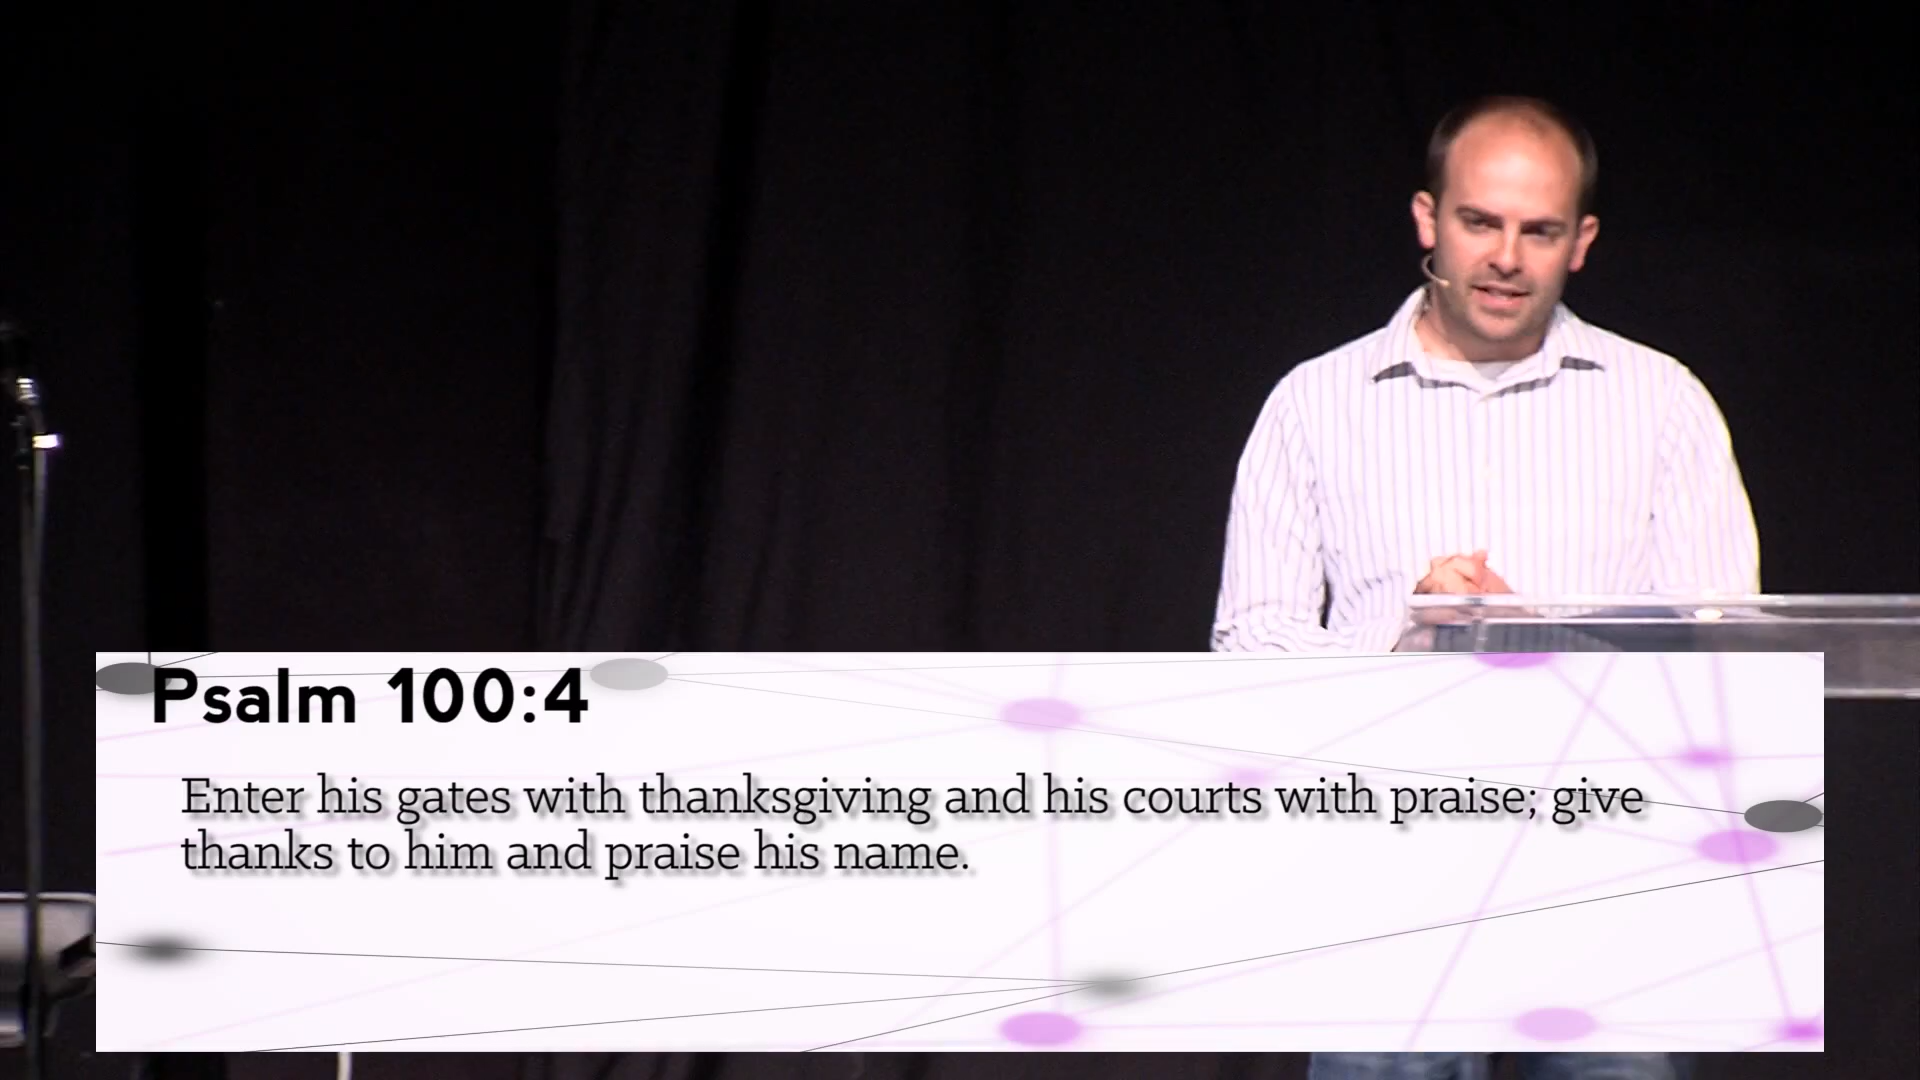 Psalm 100:4
Enter his gates with thanksgiving and his courts with praise; give
thanks to him and praise his name.